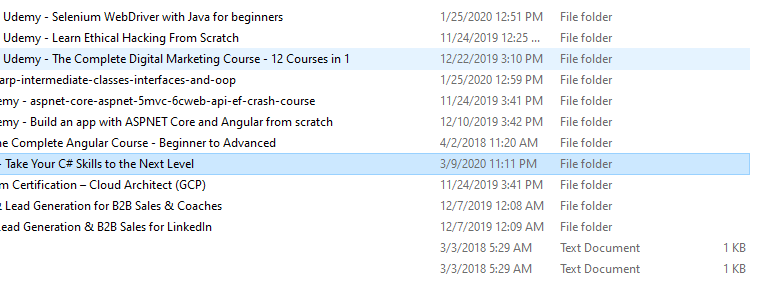 Udemy - Selenium WebDriver with Java for beginners 1/25/2020 12:51 PM File folder
Udemy - Learn Ethical Hacking From Scratch 11/24/2019 12:25 ... File folder
Udemy - The Complete Digital Marketing Course - 12 Courses in 1 12/22/2019 3:10 PM File folder
arp-intermediate-classes-interfaces-and-oop 1/25/2020 12:59 PM File folder
emy - aspnet-core-aspnet-5mvc-6web-api-ef-crash-course 11/24/2019 3:41 PM File folder
emy - Build an app with ASPNET Core and Angular from scratch 12/10/2019 3:42 PM File folder
he Complete Angular Course - Beginner to Advanced 4/2/2018 11:20 AM File folder
- Take Your C# Skills to the Next Level 3/9/2020 11:11 PM File folder
m Certification – Cloud Architect (GCP) 11/24/2019 3:41 PM File folder
Lead Generation for B2B Sales & Coaches 12/7/2019 12:08 AM File folder
Lead Generation & B2B Sales for LinkedIn 12/7/2019 12:09 AM File folder
3/3/2018 5:29 AM Text Document 1 KB
3/3/2018 5:29 AM Text Document 1 KB